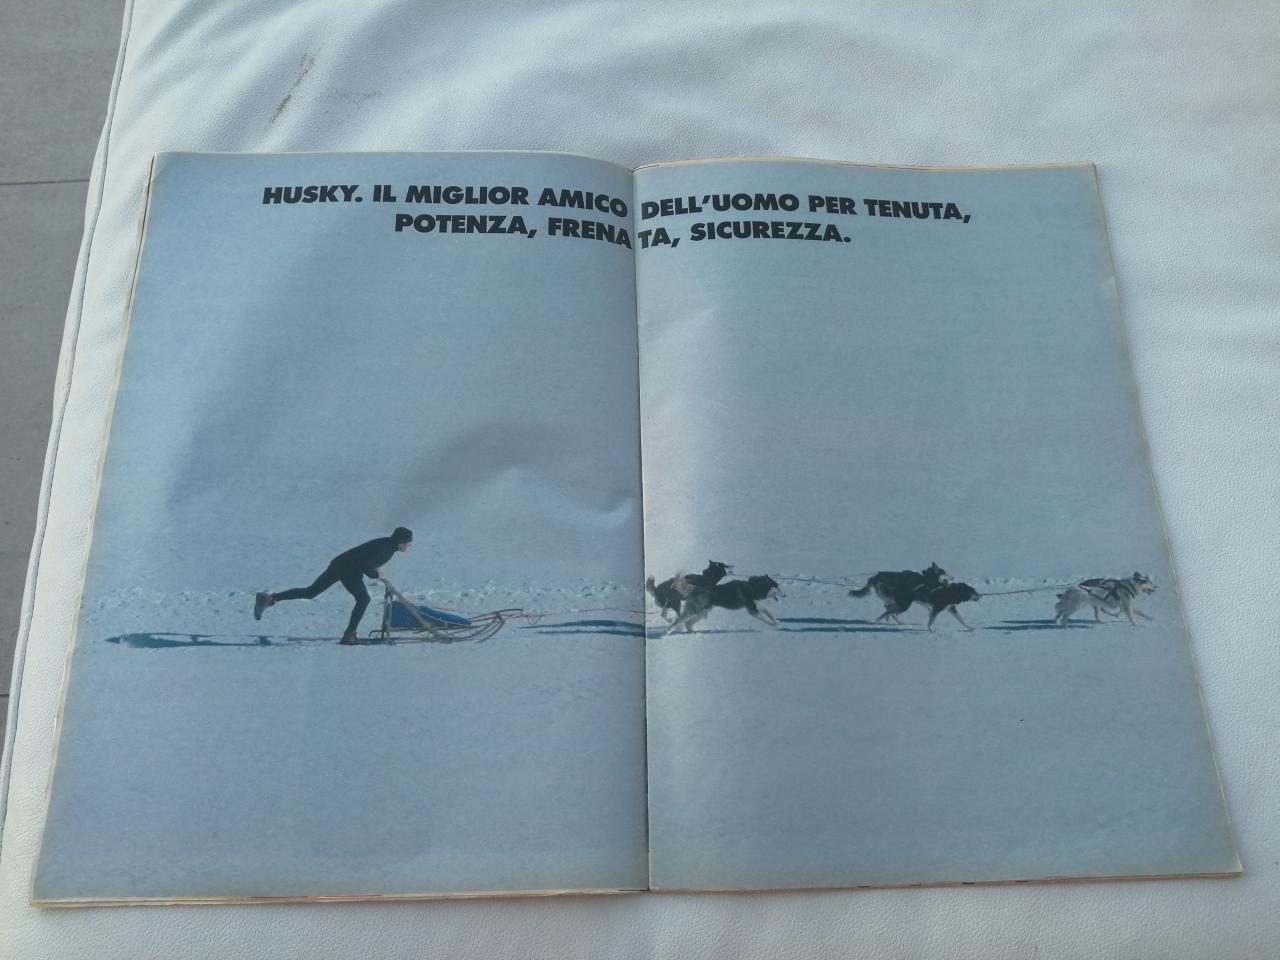 HUSKY. IL MIGLIOR AMICO DELL'UOMO PER TENUTA,
POTENZA, FRENATA, SICUREZZA.